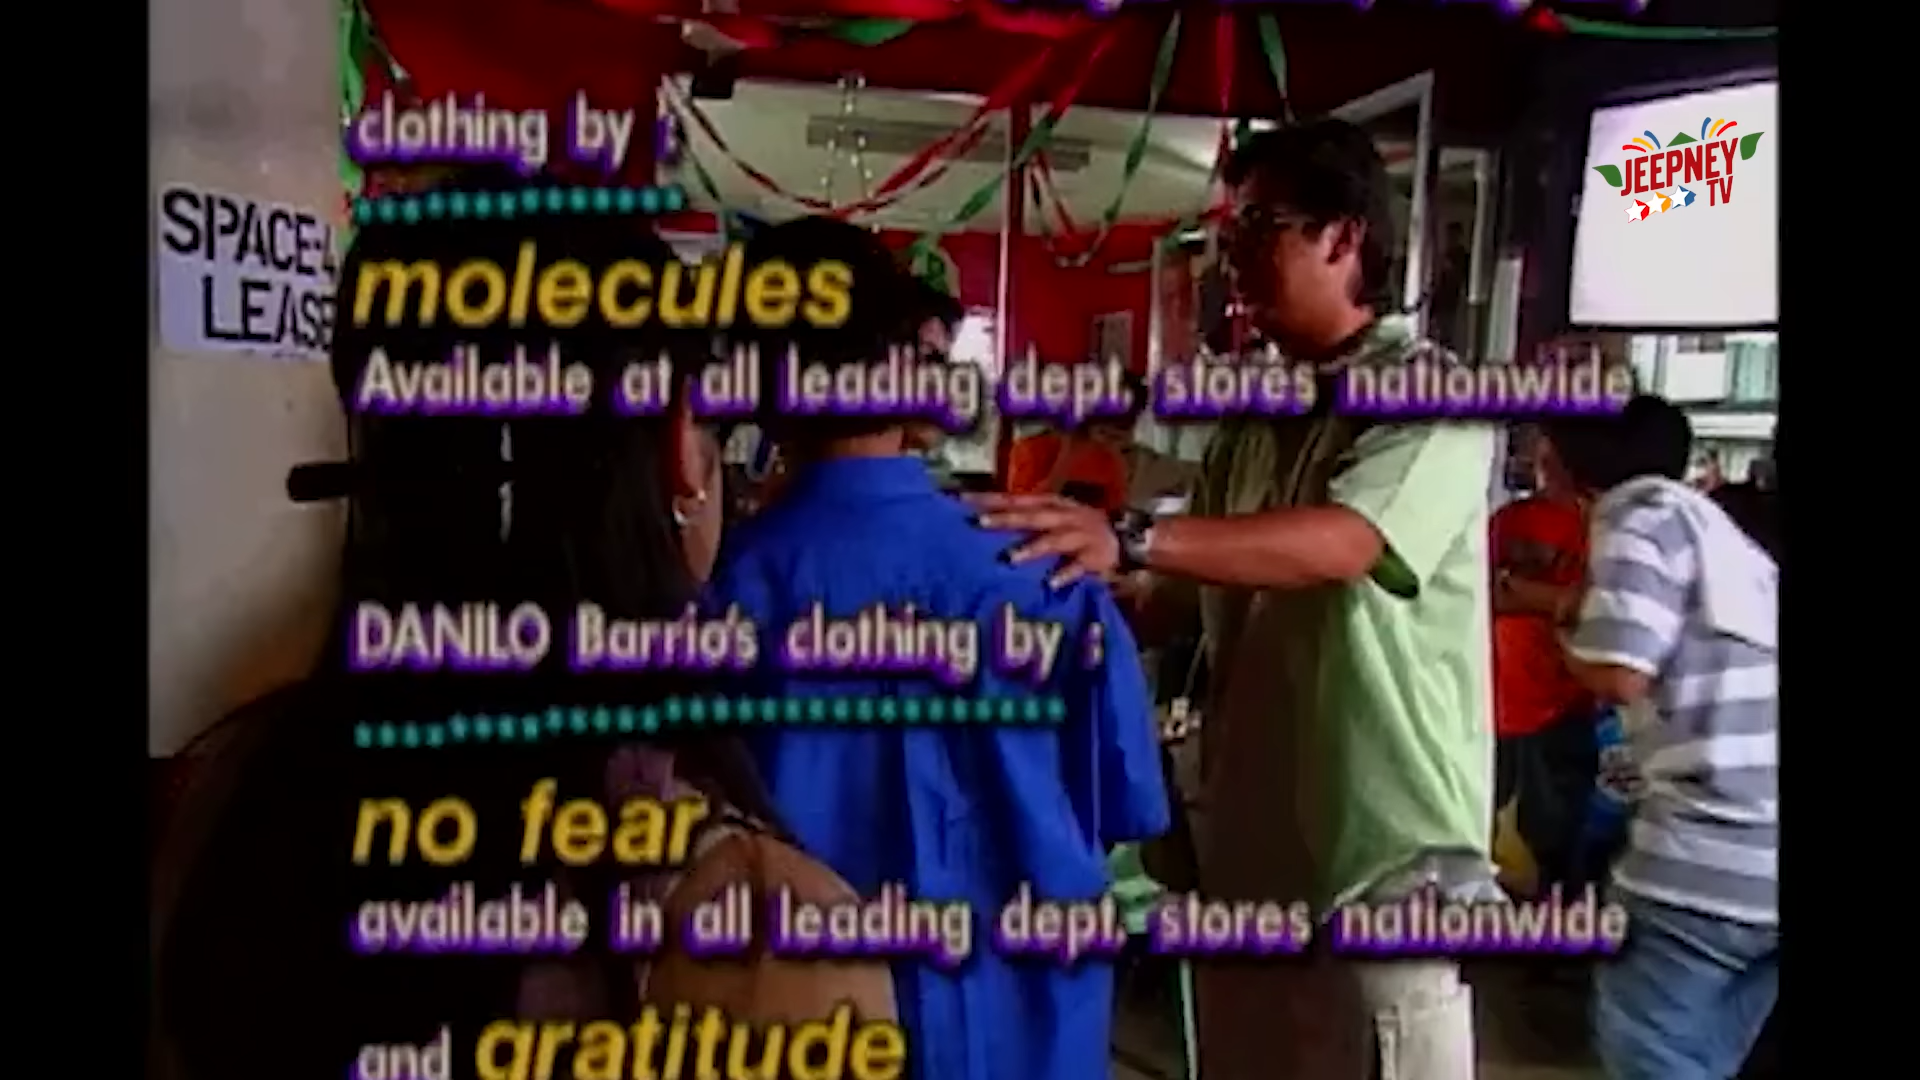 clothing by :
molecules
Available at all leading dept. stores nationwide
DANILO Barrio's clothing by :
no fear
available in all leading dept. stores nationwide
and gratitude
SPACE-4
LEASE
JEEPNEY
TV